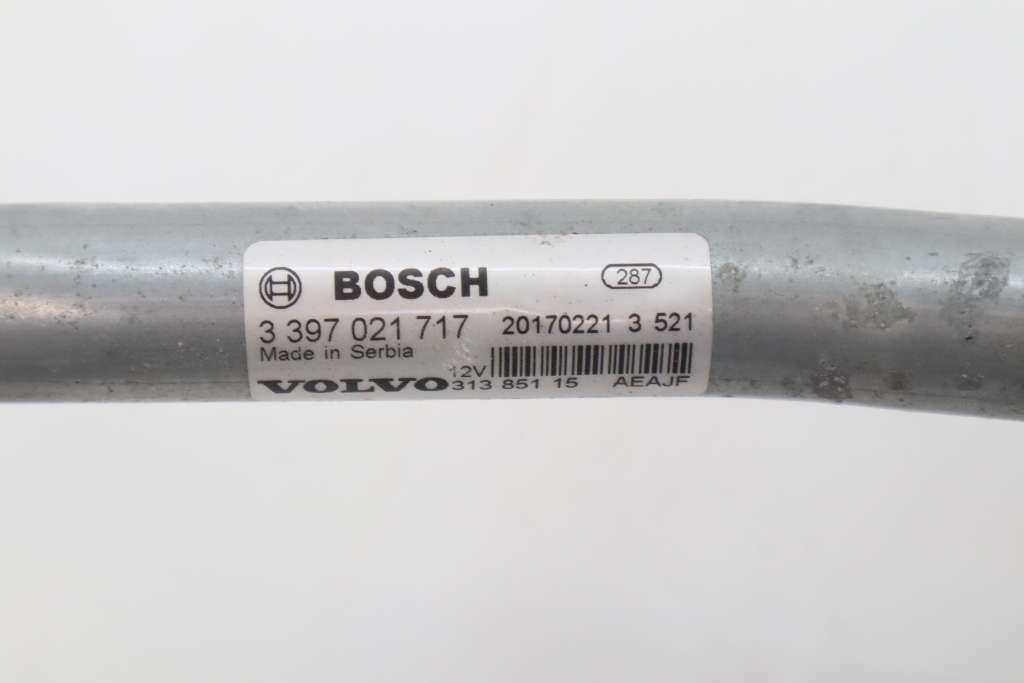 BOSCH 287
3 397 021 717 20170221 3 521
Made in Serbia
12V
VOLVO 313 851 15 AEAJF